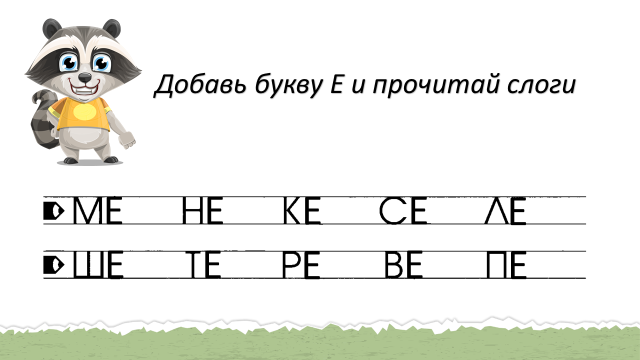 Добавь букву Е и прочитай слоги
МЕ НЕ КЕ СЕ ЛЕ
ШЕ ТЕ РЕ ВЕ ПЕ